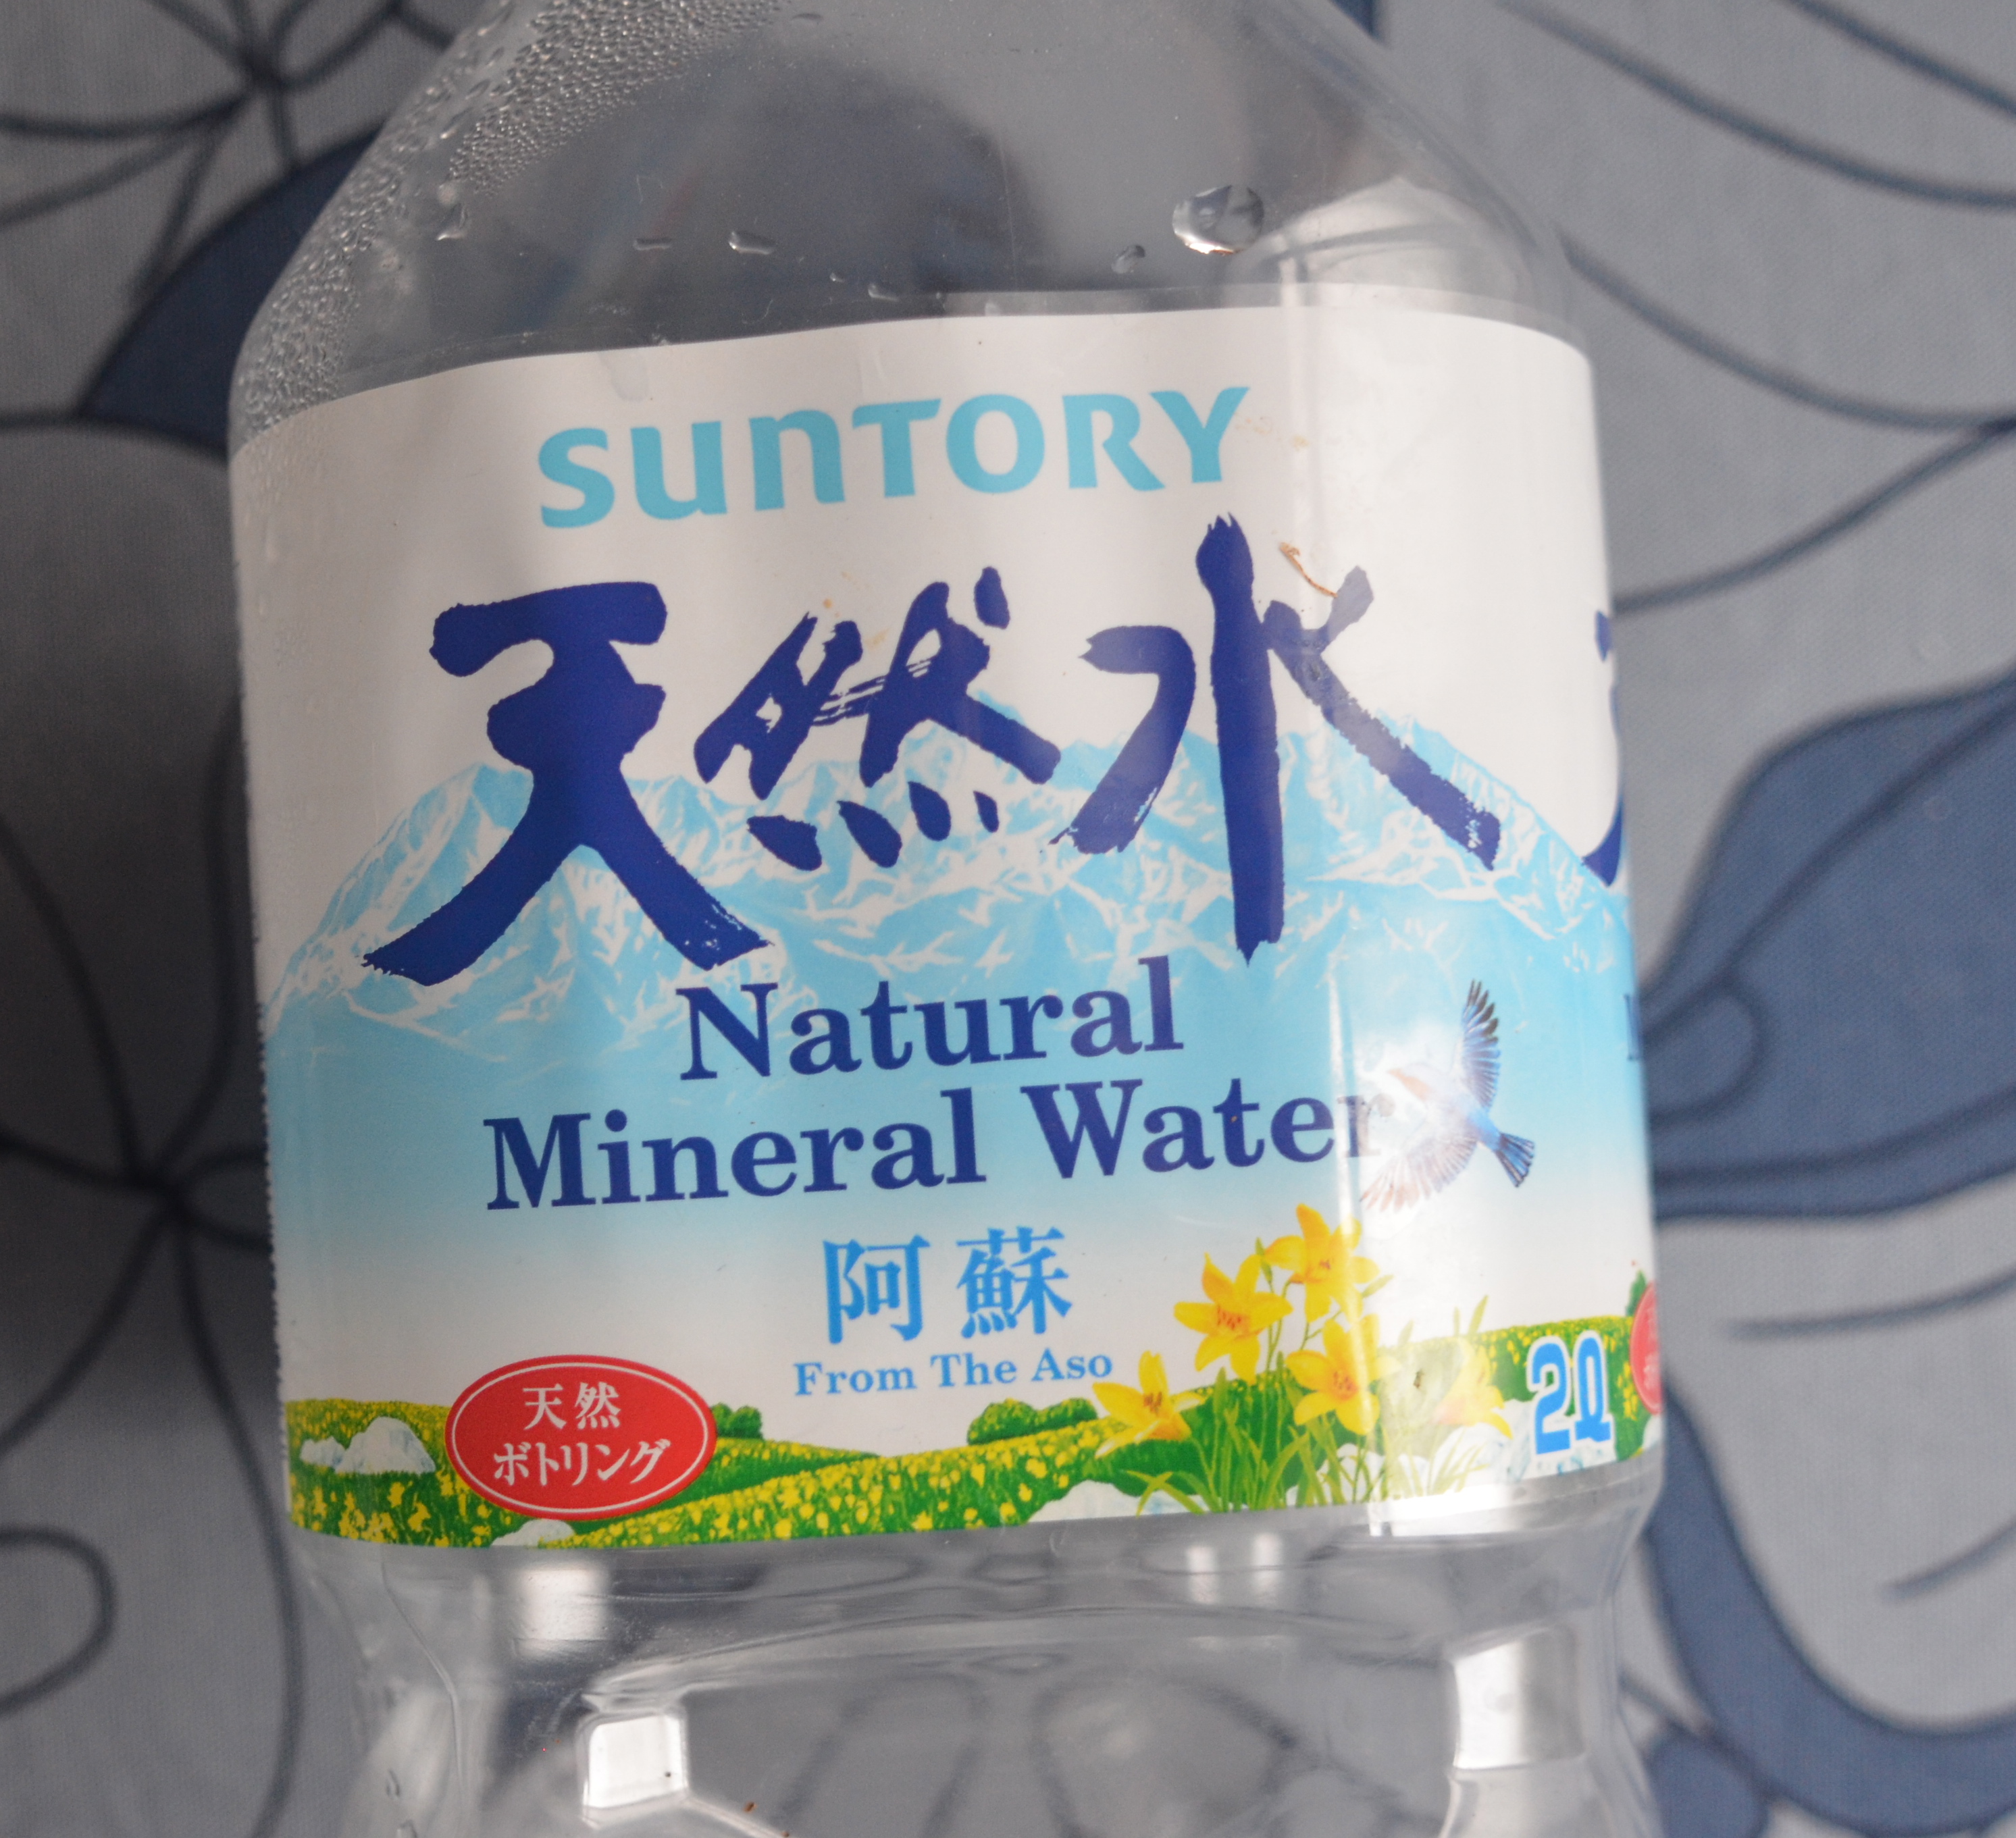 SUNTORY
天然水
Natural
Mineral Water
阿蘇
From The Aso
天然
ボトリング
2ℓ